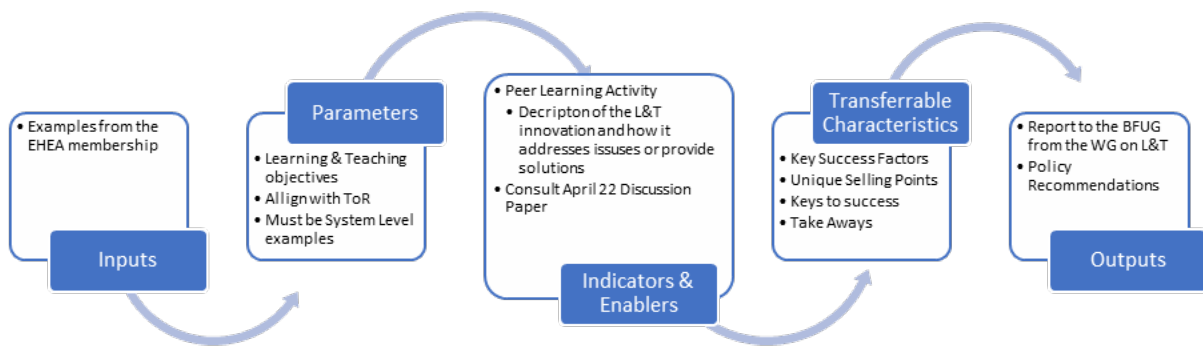 • Examples from the
EHEA membership
Inputs
Parameters
• Learning & Teaching
objectives
• Allign with ToR
• Must be System Level
examples
• Peer Learning Activity
• Decripton of the L&T
innovation and how it
addresses issuses or provide
solutions
• Consult April 22 Discussion
Paper
Indicators &
Enablers
Transferrable
Characteristics
• Key Success Factors
• Unique Selling Points
• Keys to success
• Take Aways
• Report to the BFUG
from the WG on L&T
• Policy
Recommendations
Outputs